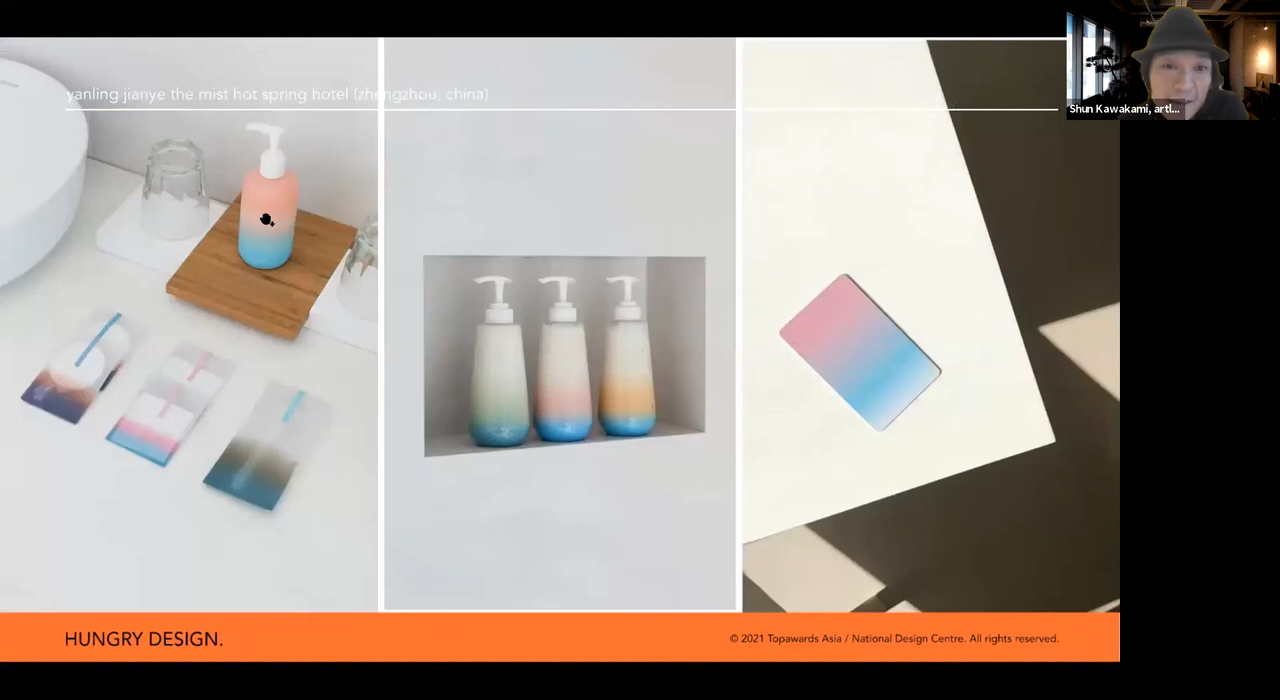 yanling jianye the mist hot spring hotel (zhengzhou, china)
Shun Kawakami, artl...
HUNGRY DESIGN.
© 2021 Topawards Asia / National Design Centre. All rights reserved.